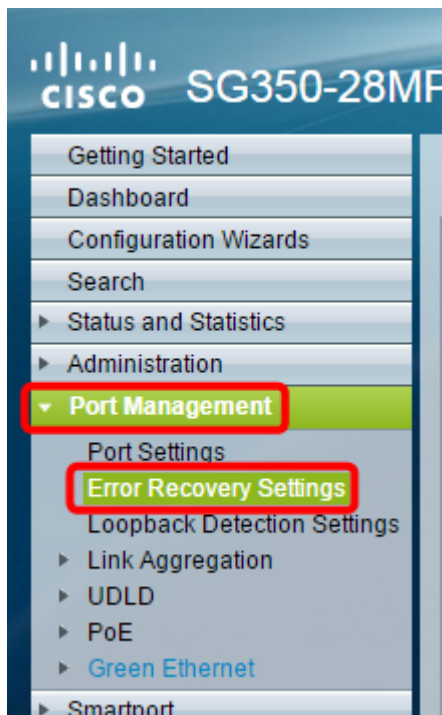 CISCO SG350-28MP
Getting Started
Dashboard
Configuration Wizards
Search
Status and Statistics
Administration
Port Management
Port Settings
Error Recovery Settings
Loopback Detection Settings
Link Aggregation
UDLD
PoE
Green Ethernet
Smartport